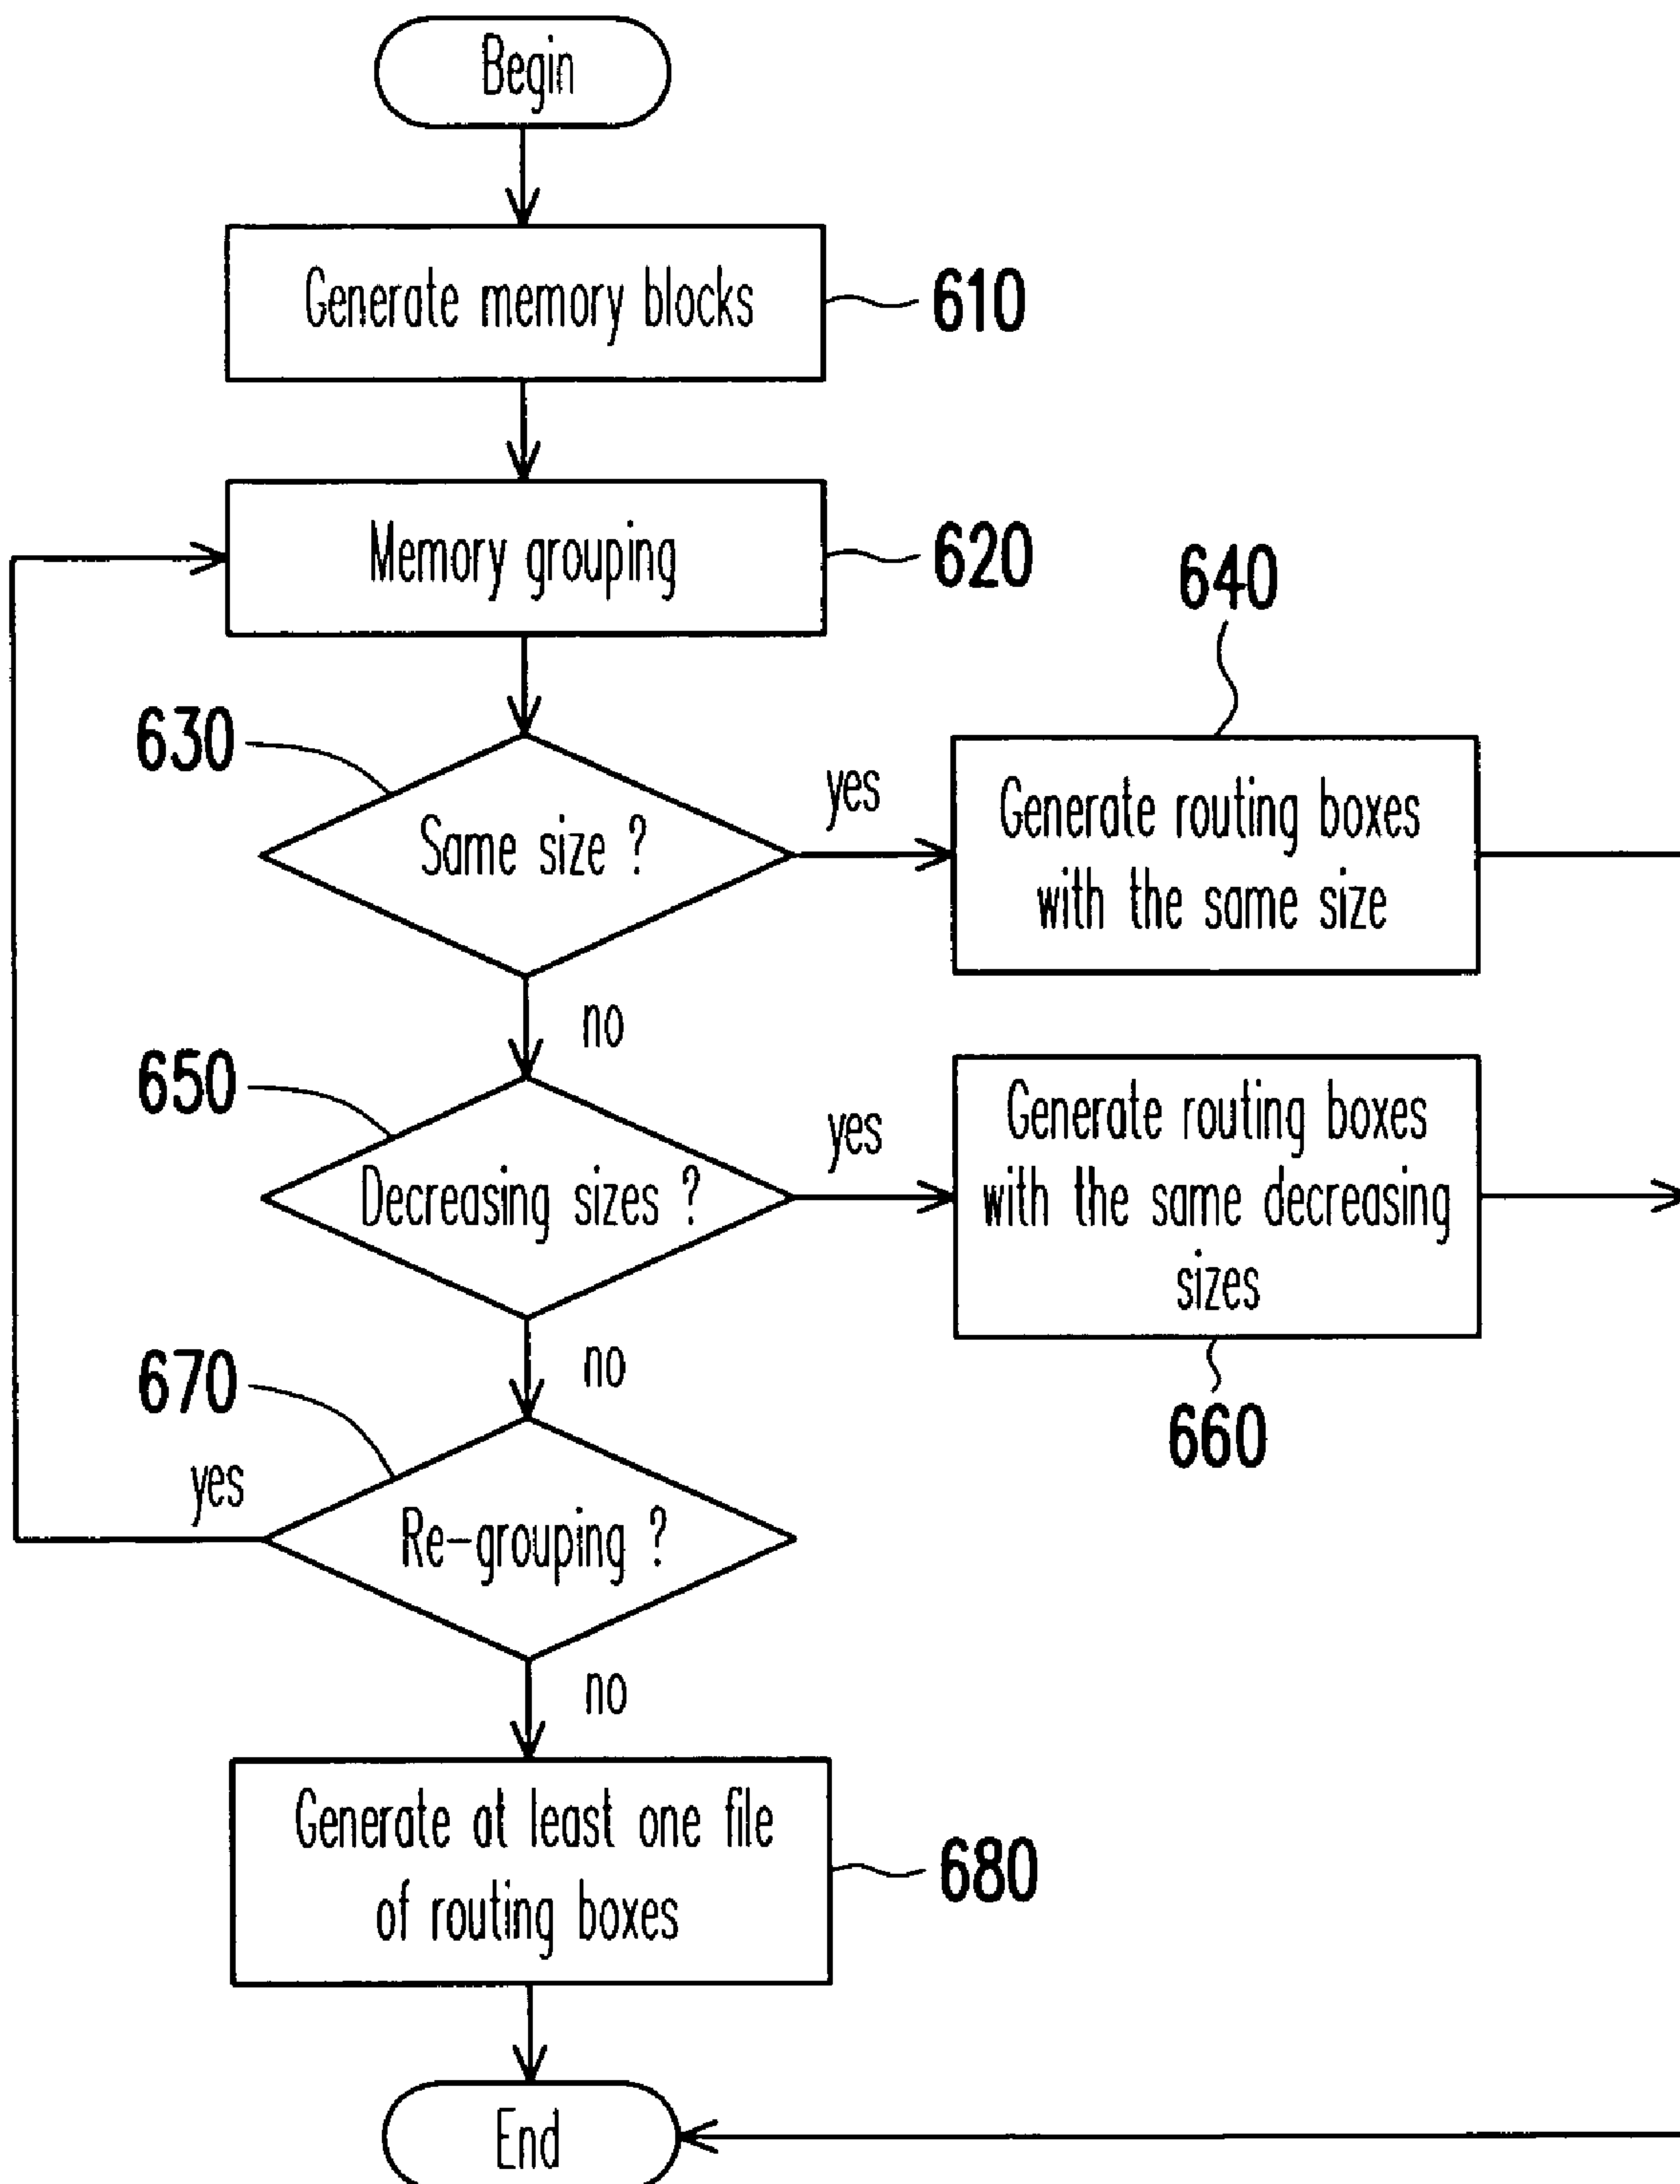 Begin
Generate memory blocks
610
Memory grouping
620
640
630
Same size ?
yes
Generate routing boxes
with the same size
no
650
Decreasing sizes ?
yes
Generate routing boxes
with the same decreasing
sizes
660
no
670
yes
Re-grouping ?
no
Generate at least one file
of routing boxes
680
End